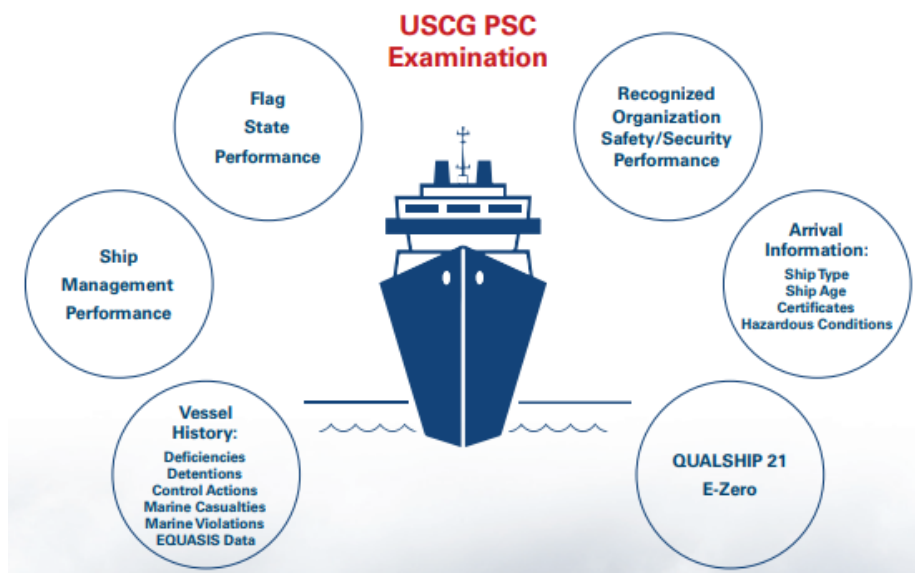 USCG PSC
Examination
Flag
State
Performance
Recognized
Organization
Safety/Security
Performance
Ship
Management
Performance
Arrival
Information:
Ship Type
Ship Age
Certificates
Hazardous Conditions
Vessel
History:
Deficiencies
Detentions
Control Actions
Marine Casualties
Marine Violations
EQUASIS Data
QUALSHIP 21
E-Zero